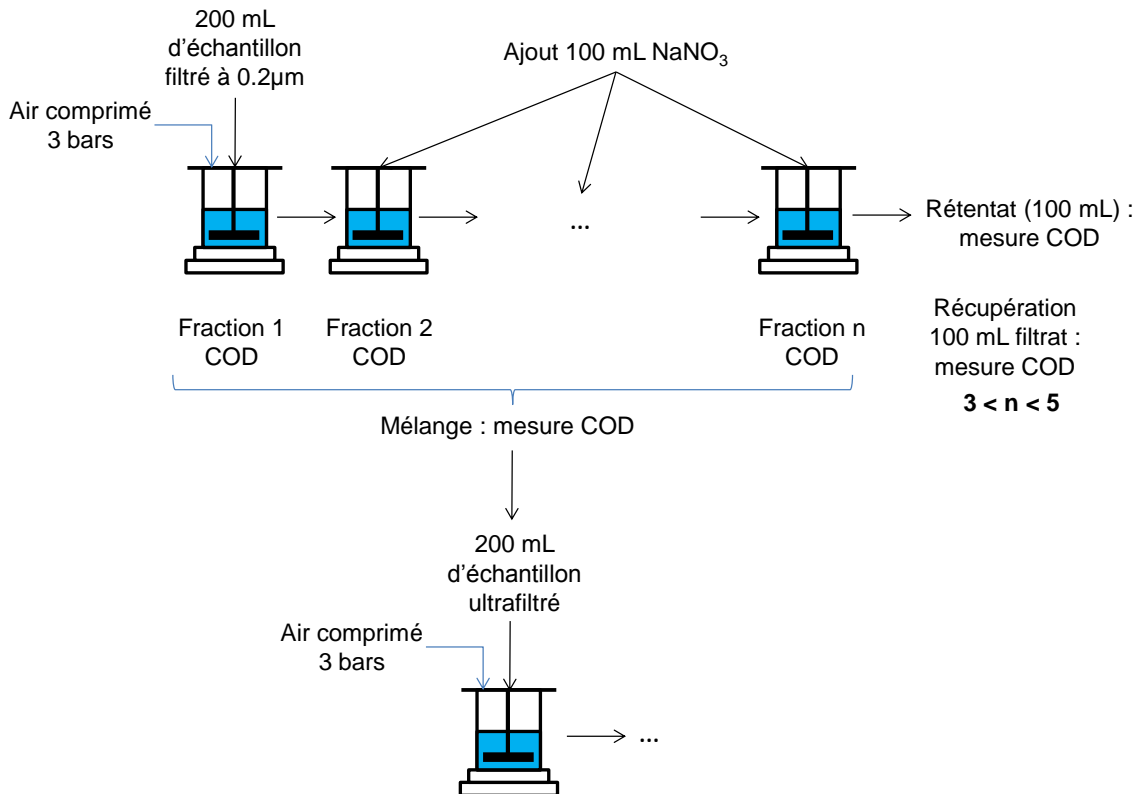 200 mL
d’échantillon
filtré à 0.2µm
Ajout 100 mL NaNO₃
Air comprimé
3 bars
...
Rétentat (100 mL) :
mesure COD
Fraction 1
COD
Fraction 2
COD
Fraction n
COD
Récupération
100 mL filtrat :
mesure COD
3 < n < 5
Mélange : mesure COD
200 mL
d’échantillon
ultrafiltré
Air comprimé
3 bars
...